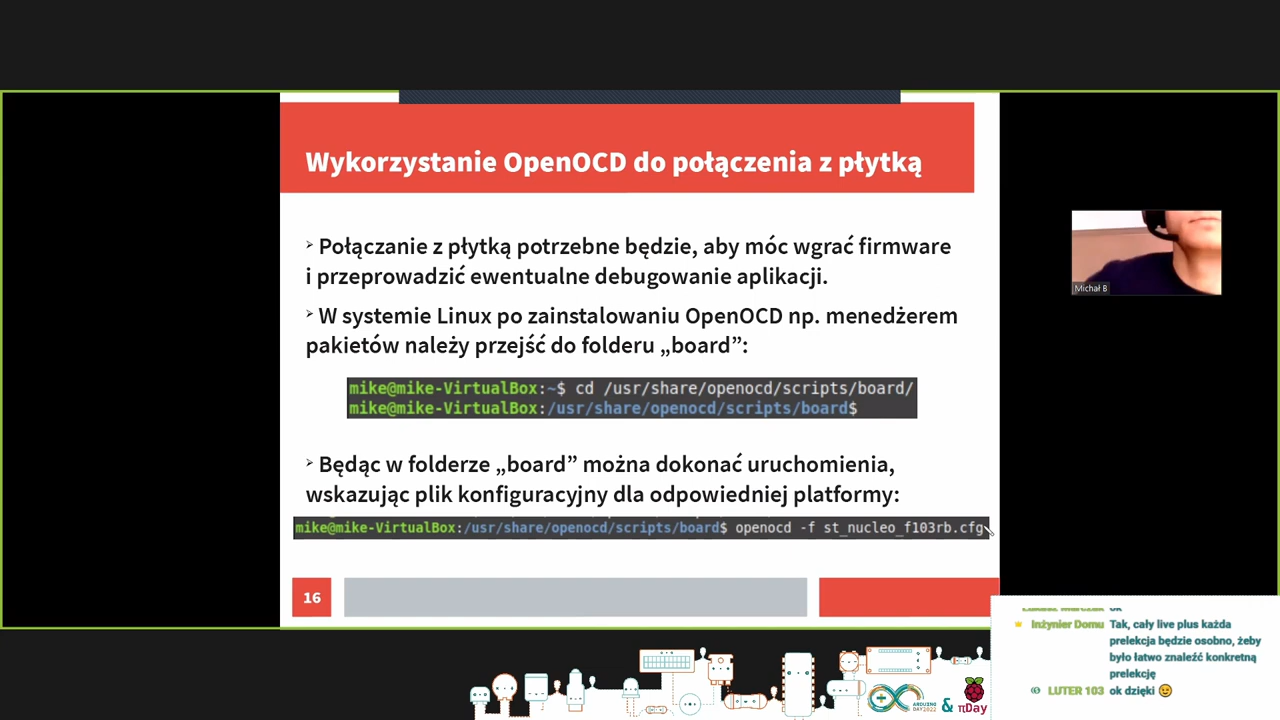 Wykorzystanie OpenOCD do połączenia z płytką
Połączanie z płytką potrzebne będzie, aby móc wgrać firmware
i przeprowadzić ewentualne debugowanie aplikacji.
W systemie Linux po zainstalowaniu OpenOCD np. menedżerem
pakietów należy przejść do folderu „board”:
mike@mike-VirtualBox:~$ cd /usr/share/openocd/scripts/board/
mike@mike-VirtualBox:/usr/share/openocd/scripts/board$
Będąc w folderze „board” można dokonać uruchomienia,
wskazując plik konfiguracyjny dla odpowiedniej platformy:
mike@mike-VirtualBox:/usr/share/openocd/scripts/board$ openocd -f st_nucleo_f103rb.cfg
16
Michał B
ok
Inżynier Domu Tak, cały live plus każda
prelekcja będzie osobno, żeby
było łatwo znaleźć konkretną
prelekcję
LUTER 103 ok dzięki 😉
ARDUINO
DAY2022
& πDay